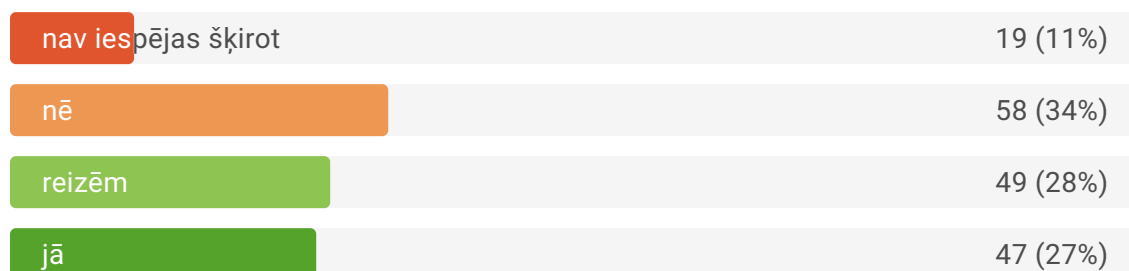 nav iespējas šķirot 19 (11%)
nē 58 (34%)
reizēm 49 (28%)
jā 47 (27%)